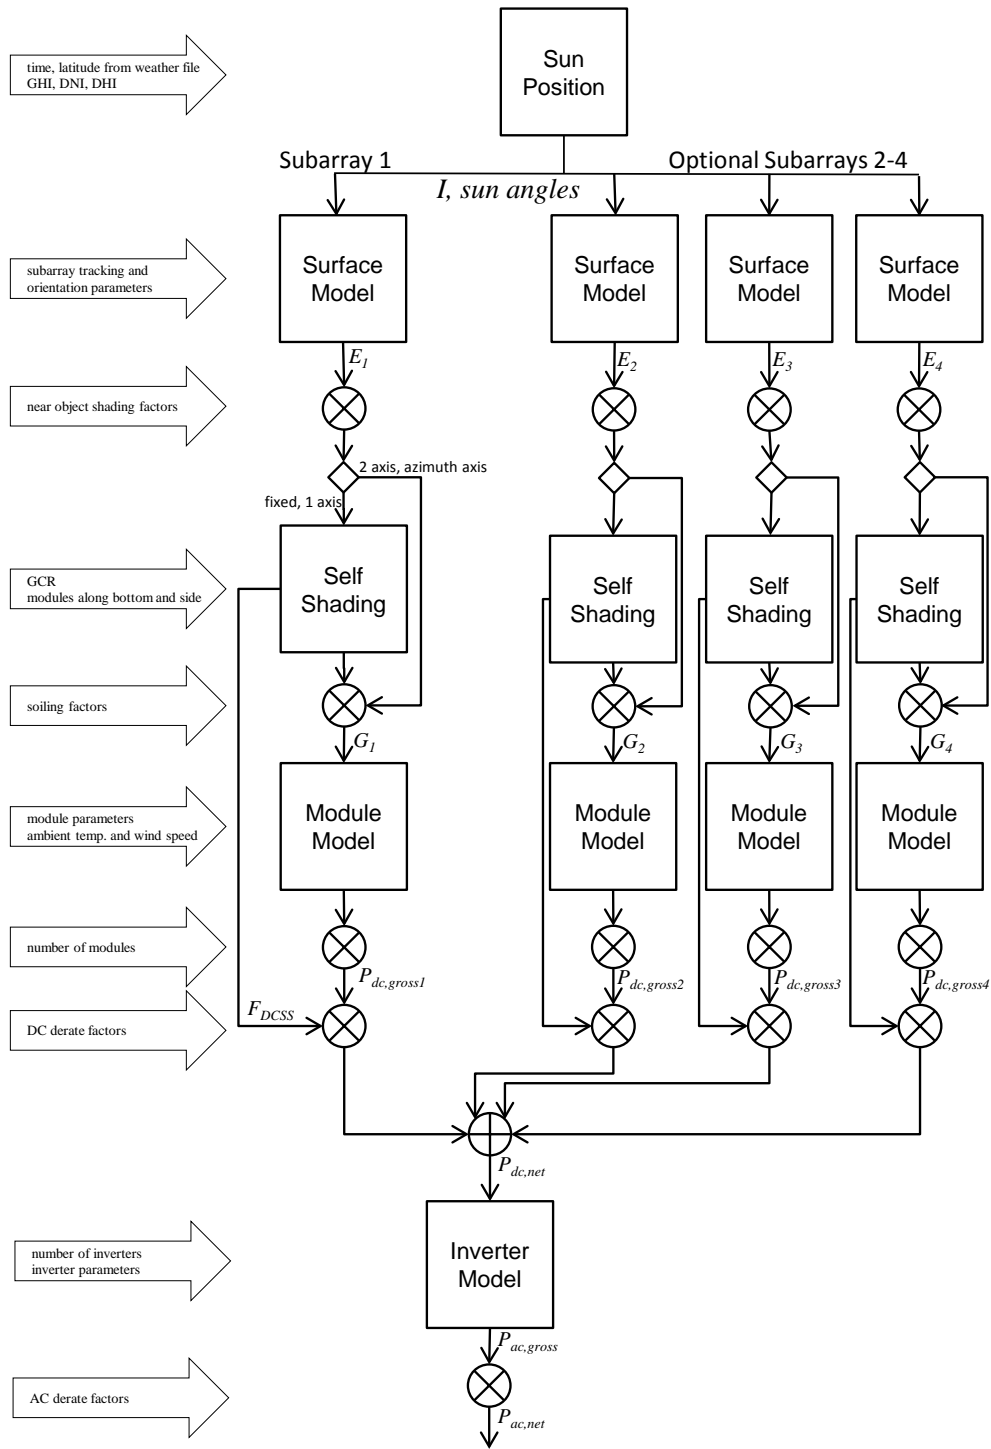 time, latitude from weather file
GHI, DNI, DHI
Sun
Position
Subarray 1
Optional Subarrays 2-4
I, sun angles
subarray tracking and
orientation parameters
Surface
Model
Surface
Model
Surface
Model
Surface
Model
E1
E2
E3
E4
near object shading factors
2 axis, azimuth axis
fixed, 1 axis
GCR
modules along bottom and side
Self
Shading
Self
Shading
Self
Shading
Self
Shading
soiling factors
G1
G2
G3
G4
module parameters
ambient temp. and wind speed
Module
Model
Module
Model
Module
Model
Module
Model
number of modules
Pdc,gross1
Pdc,gross2
Pdc,gross3
Pdc,gross4
DC derate factors
FDCSS
Pdc,net
number of inverters
inverter parameters
Inverter
Model
Pac,gross
AC derate factors
Pac,net